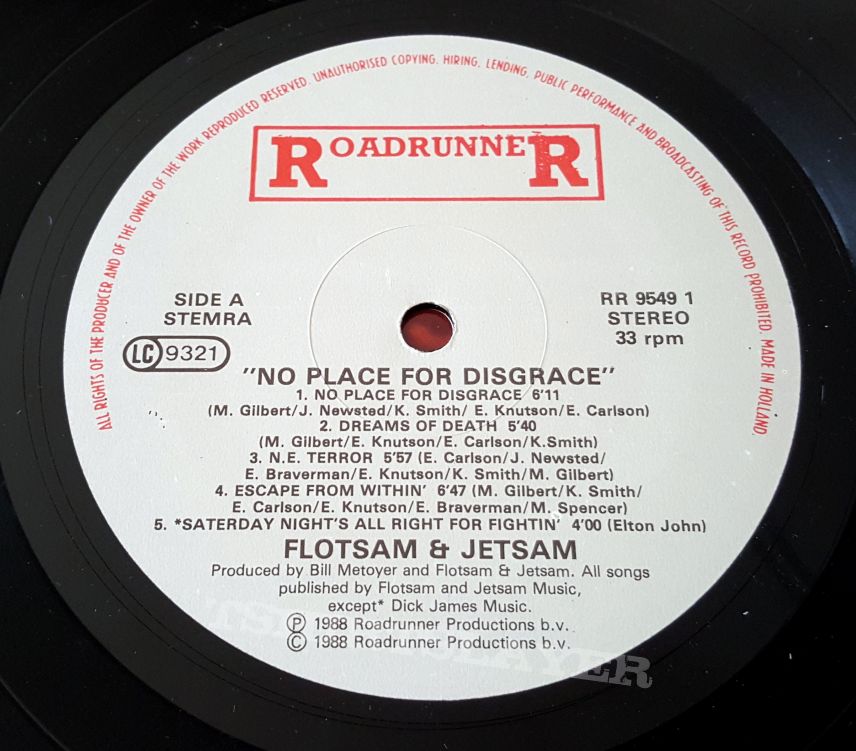 ALL RIGHTS OF THE PRODUCER AND OF THE OWNER OF THE WORK REPRODUCED RESERVED. UNAUTHORISED COPYING, HIRING, LENDING, PUBLIC PERFORMANCE AND BROADCASTING OF THIS RECORD PROHIBITED. MADE IN HOLLAND.
ROADRUNNER
SIDE A
STEMRA
LC 9321
RR 9549 1
STEREO
33 rpm
"NO PLACE FOR DISGRACE"
1. NO PLACE FOR DISGRACE 6'11
(M. Gilbert/J. Newsted/K. Smith/ E. Knutson/E. Carlson)
2. DREAMS OF DEATH 5'40
(M. Gilbert/E. Knutson/E. Carlson/K.Smith)
3. N.E. TERROR 5'57 (E. Carlson/J. Newsted/
E. Braverman/E. Knutson/K. Smith/M. Gilbert)
4. ESCAPE FROM WITHIN' 6'47 (M. Gilbert/K. Smith/
E. Carlson/E. Knutson/E. Braverman/M. Spencer)
5. *SATERDAY NIGHT'S ALL RIGHT FOR FIGHTIN' 4'00 (Elton John)
FLOTSAM & JETSAM
Produced by Bill Metoyer and Flotsam & Jetsam. All songs
published by Flotsam and Jetsam Music,
except* Dick James Music.
Ⓟ 1988 Roadrunner Productions b.v.
© 1988 Roadrunner Productions b.v.